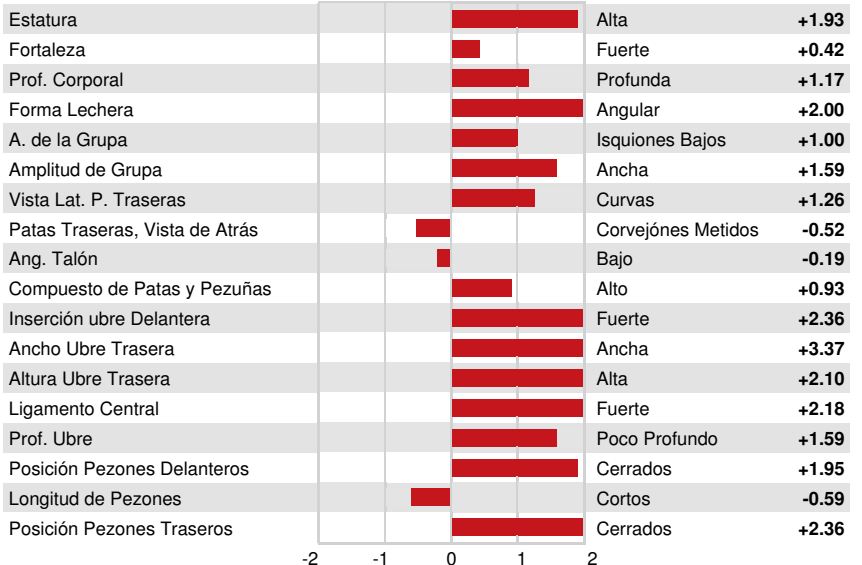 Estatura Alta +1.93
Fortaleza Fuerte +0.42
Prof. Corporal Profunda +1.17
Forma Lechera Angular +2.00
A. de la Grupa Isquiones Bajos +1.00
Amplitud de Grupa Ancha +1.59
Vista Lat. P. Traseras Curvas +1.26
Patas Traseras, Vista de Atrás Corvejónes Metidos -0.52
Ang. Talón Bajo -0.19
Compuesto de Patas y Pezuñas Alto +0.93
Inserción ubre Delantera Fuerte +2.36
Ancho Ubre Trasera Ancha +3.37
Altura Ubre Trasera Alta +2.10
Ligamento Central Fuerte +2.18
Prof. Ubre Poco Profundo +1.59
Posición Pezones Delanteros Cerrados +1.95
Longitud de Pezones Cortos -0.59
Posición Pezones Traseros Cerrados +2.36
-2 -1 0 1 2